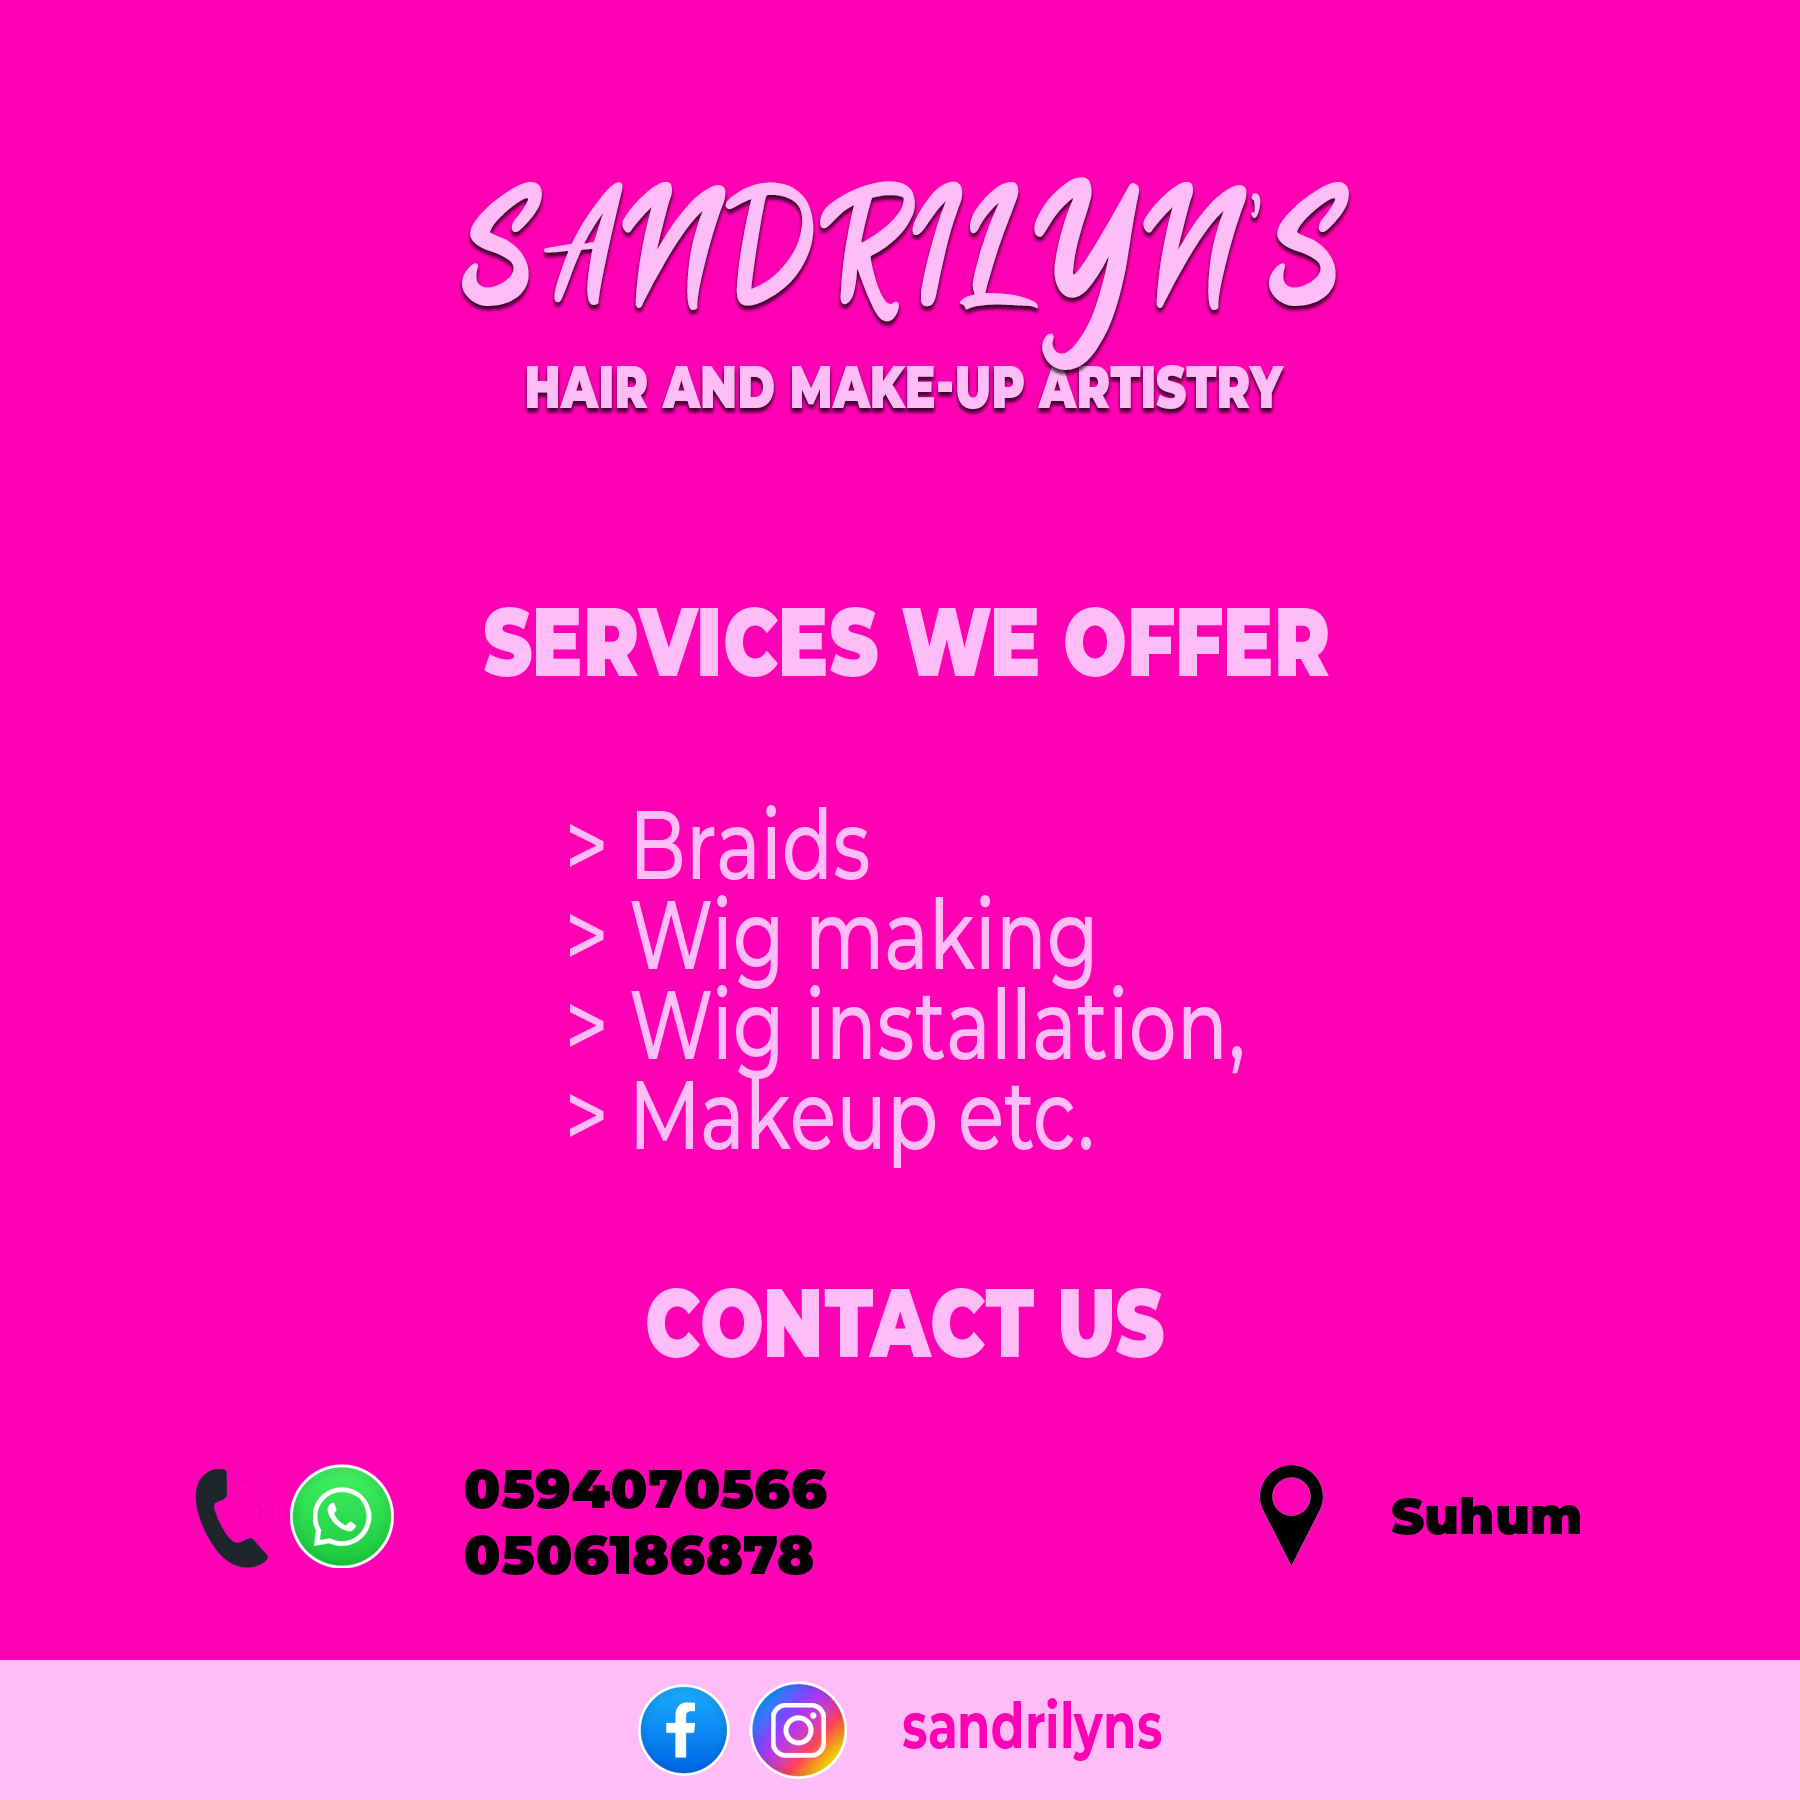 SANDRILYN'S
HAIR AND MAKE-UP ARTISTRY
SERVICES WE OFFER
> Braids
> Wig making
> Wig installation,
> Makeup etc.
CONTACT US
0594070566
0506186878
Suhum
sandrilyns